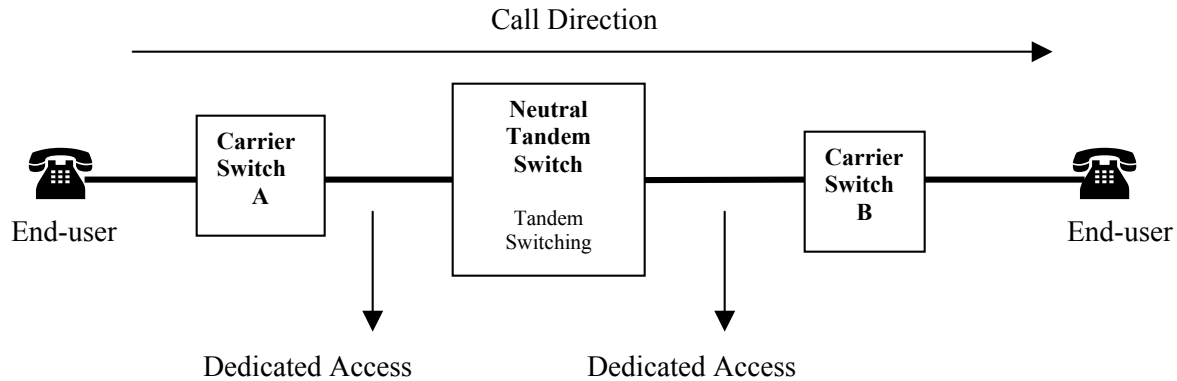 Call Direction
Neutral
Tandem
Switch
Tandem
Switching
Carrier
Switch
A
Carrier
Switch
B
End-user
End-user
Dedicated Access
Dedicated Access